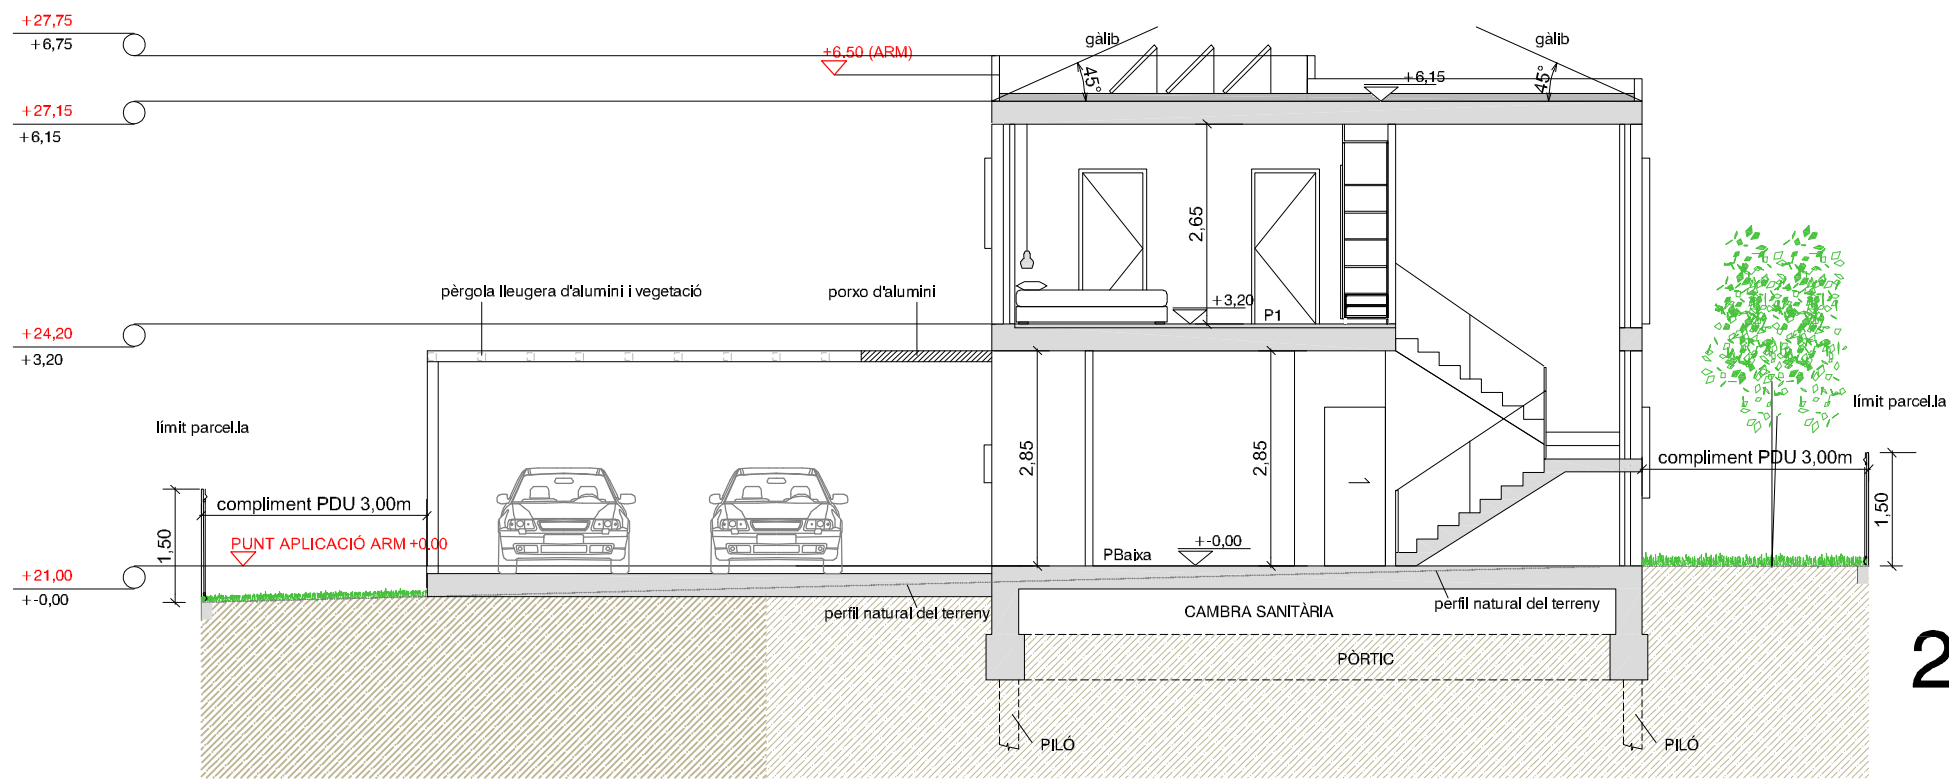 +27,75
+6,75
+6.50 (ARM)
gàlib
gàlib
45°
+6,15
45°
+27,15
+6,15
2,65
pèrgola lleugera d'alumini i vegetació
porxo d'alumini
+3,20
P1
+24,20
+3,20
límit parcel.la
límit parcel.la
2,85
2,85
compliment PDU 3,00m
compliment PDU 3,00m
1,50
1,50
PUNT APLICACIÓ ARM +0.00
PBaixa
+-0,00
+21,00
+-0,00
perfil natural del terreny
CAMBRA SANITÀRIA
perfil natural del terreny
PÒRTIC
2
PILÓ
PILÓ